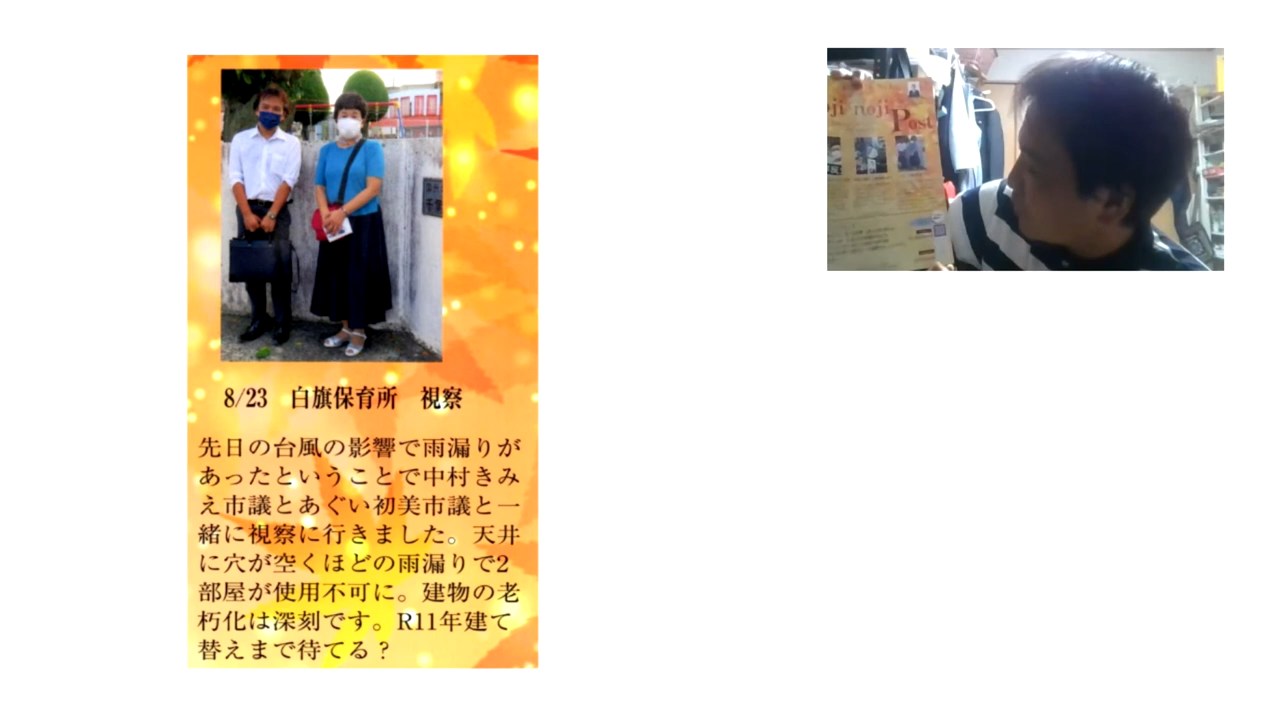 8/23 白旗保育所 視察
先日の台風の影響で雨漏りが
あったということで中村きみ
え市議とあぐい初美市議と一
緒に視察に行きました。天井
に穴が空くほどの雨漏りで2
部屋が使用不可に。建物の老
朽化は深刻です。R11年建て
替えまで待てる？
noji Post